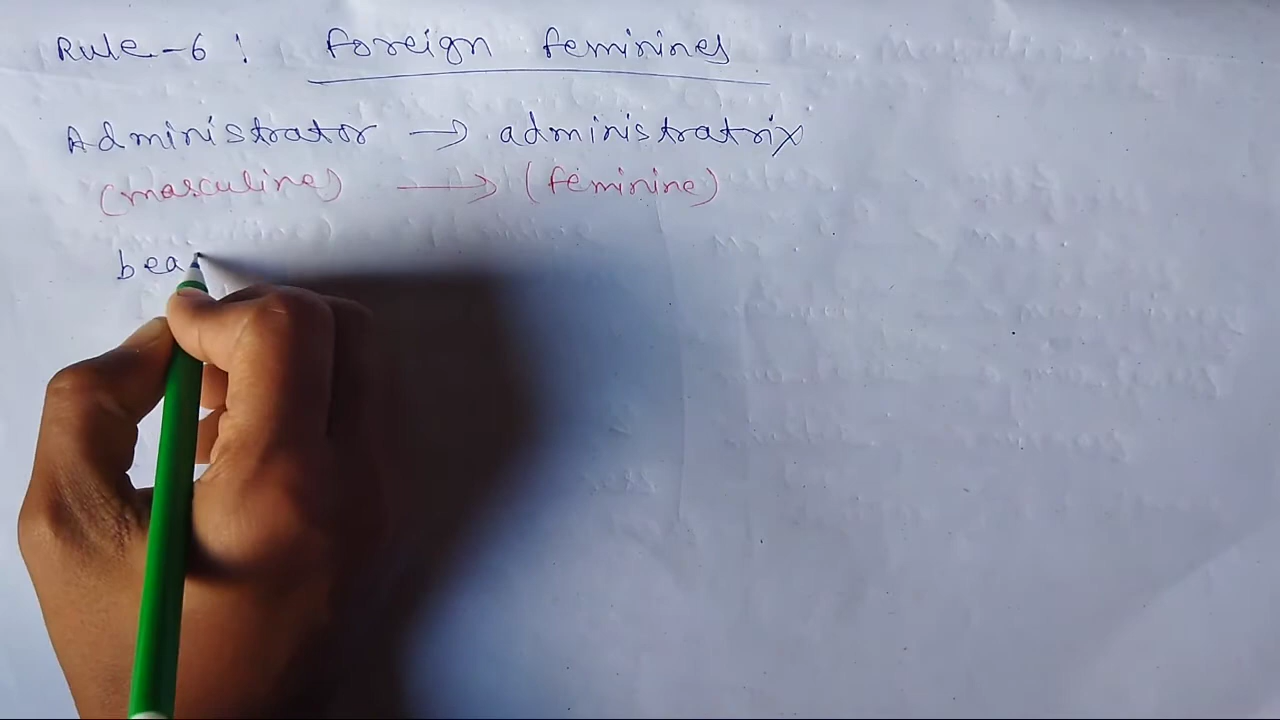 Rule-6: Foreign feminines
Administrator → administratrix
(masculine) → (feminine)
bea